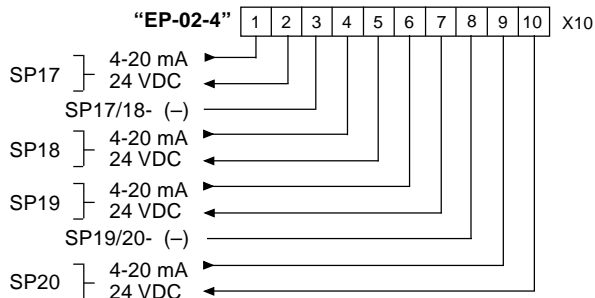 “EP-02-4” 1 2 3 4 5 6 7 8 9 10 X10
SP17 4-20 mA
24 VDC
SP17/18- (–)
SP18 4-20 mA
24 VDC
SP19 4-20 mA
24 VDC
SP19/20- (–)
SP20 4-20 mA
24 VDC